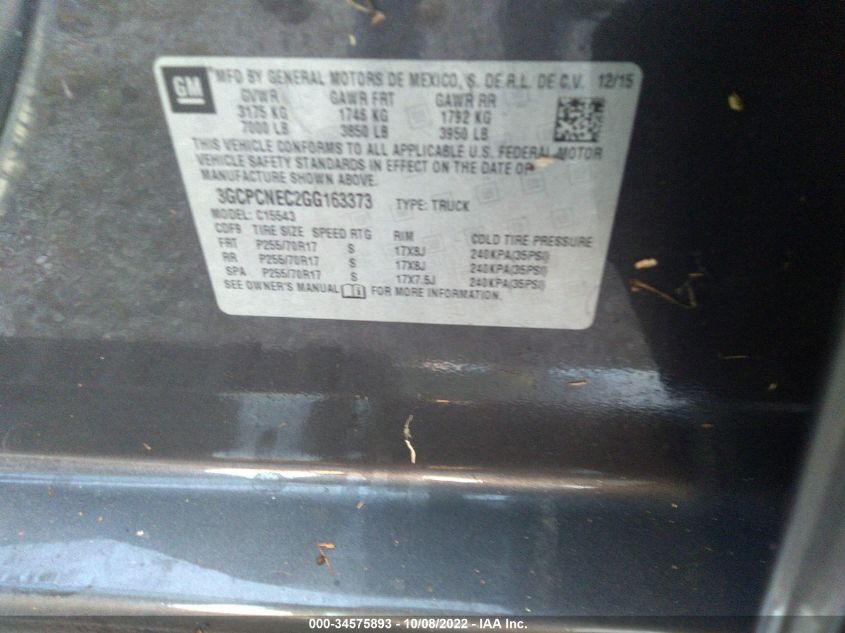 GM
MFD BY GENERAL MOTORS DE MEXICO, S. DE R.L. DE C.V. 12/15
GVWR GAWR FRT GAWR RR
3175 KG 1746 KG 1792 KG
7000 LB 3850 LB 3950 LB
THIS VEHICLE CONFORMS TO ALL APPLICABLE U.S. FEDERAL MOTOR
VEHICLE SAFETY STANDARDS IN EFFECT ON THE DATE OF
MANUFACTURE SHOWN ABOVE.
3GCPCNEC2GG163373 TYPE: TRUCK
MODEL: C15543
CDF9 TIRE SIZE SPEED RTG RIM COLD TIRE PRESSURE
FRT P255/70R17 S 17X8J 240KPA(35PSI)
RR P255/70R17 S 17X8J 240KPA(35PSI)
SPA P255/70R17 S 17X7.5J 240KPA(35PSI)
SEE OWNER'S MANUAL FOR MORE INFORMATION.
000-34575893 - 10/08/2022 - IAA Inc.